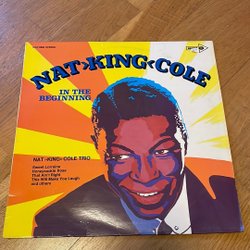 NAT›KING‹COLE
IN THE
BEGINNING
NAT ›KING‹ COLE TRIO
Sweet Lorraine
Honeysuckle Rose
That Ain't Right
This Will Make You Laugh
and others